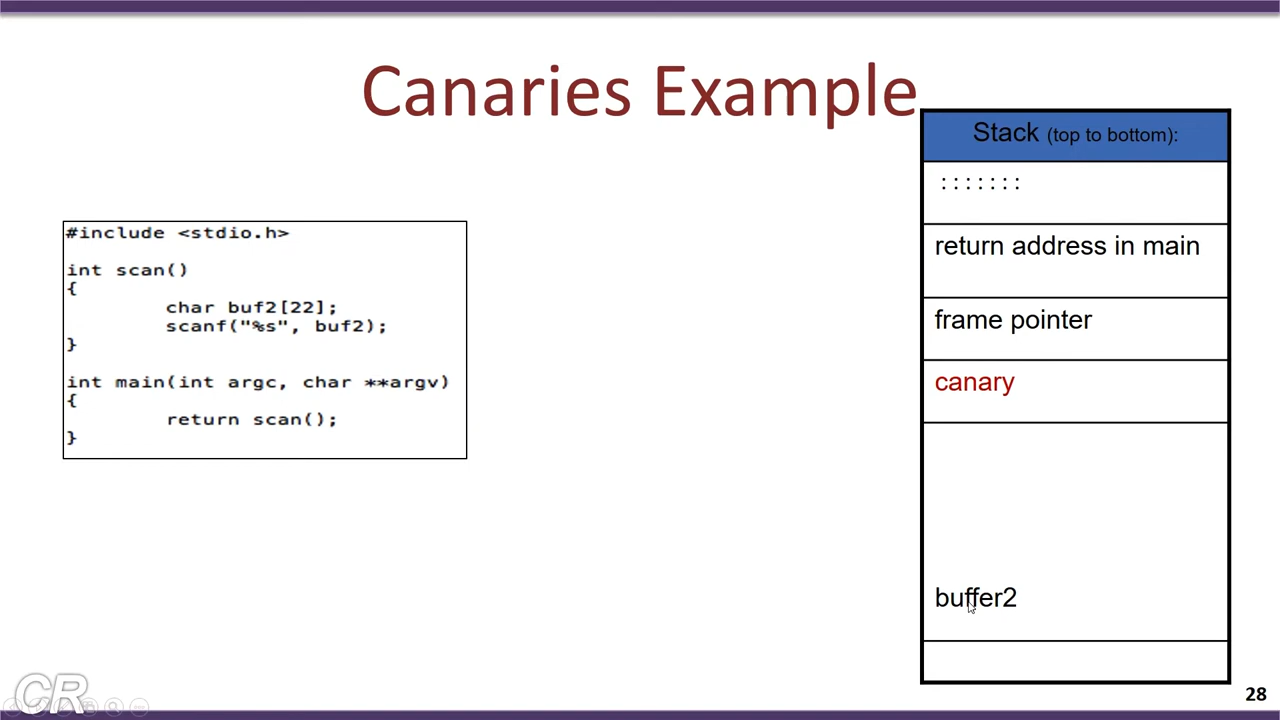 Canaries Example
#include <stdio.h>
int scan()
{
char buf2[22];
scanf("%s", buf2);
}
int main(int argc, char **argv)
{
return scan();
}
Stack (top to bottom):
:::::::
return address in main
frame pointer
canary
buffer2
CR
28